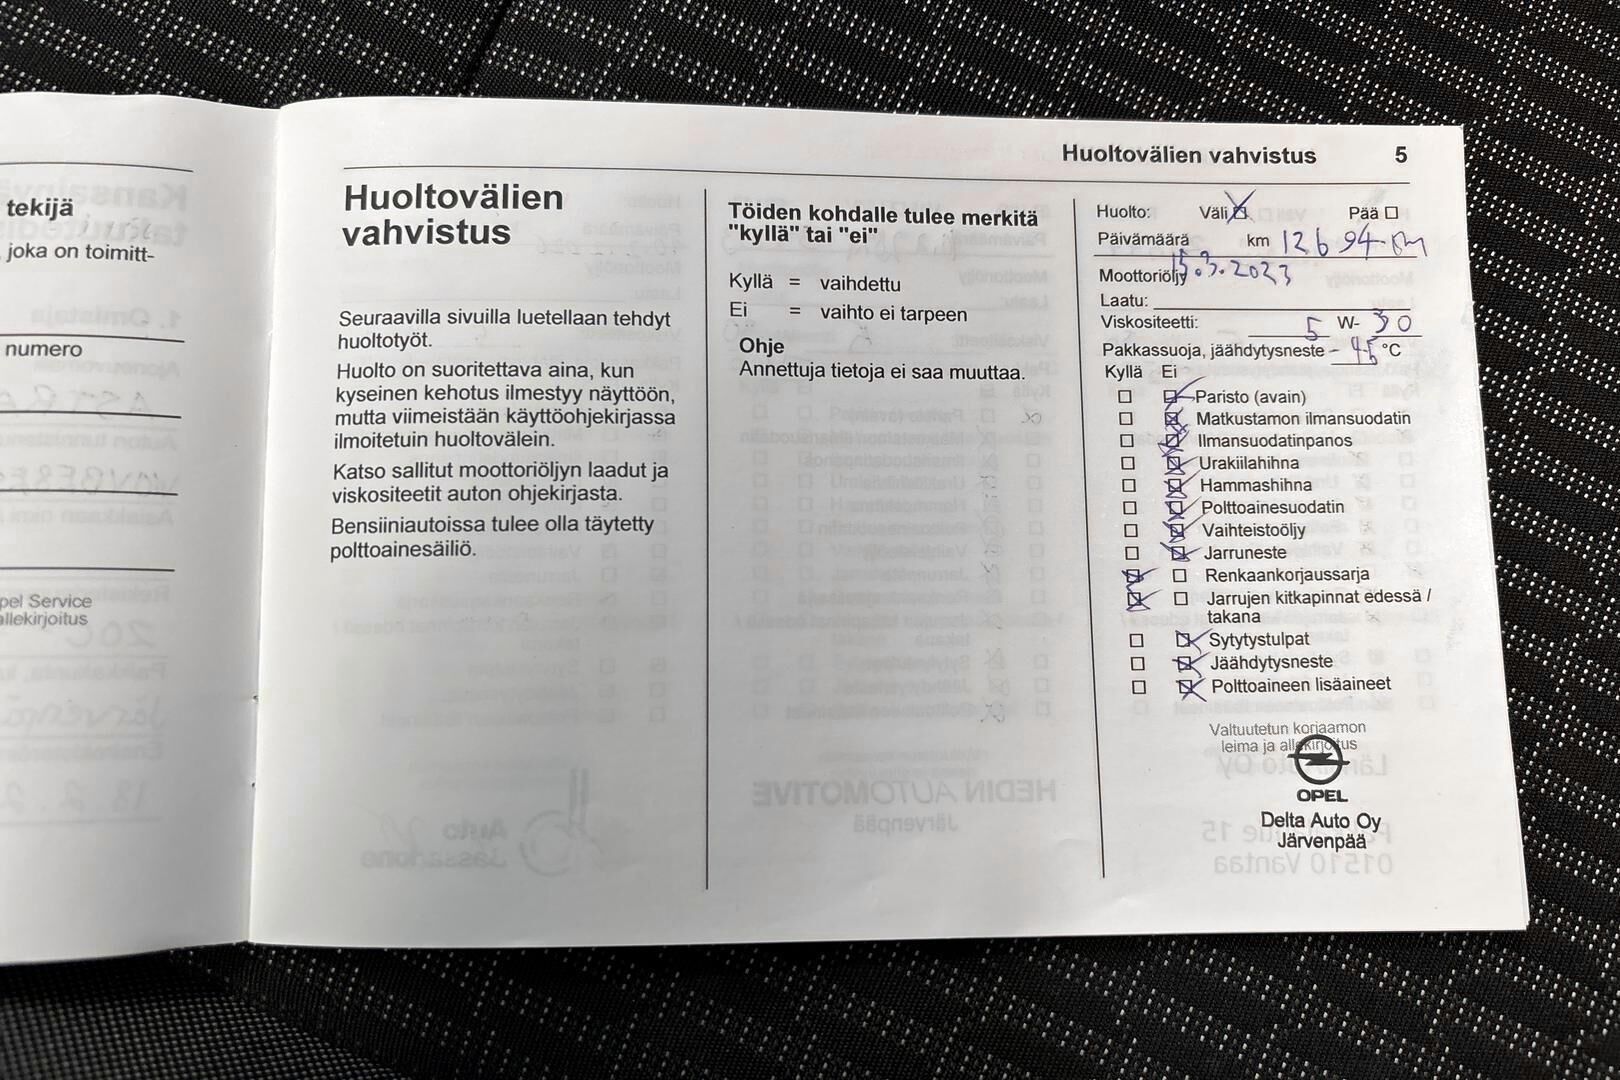 tekijä
joka on toimitt-
numero
pel Service
allekirjoitus
Huoltovälien vahvistus 5
Huoltovälien
vahvistus
Seuraavilla sivuilla luetellaan tehdyt
huoltotyöt.
Huolto on suoritettava aina, kun
kyseinen kehotus ilmestyy näyttöön,
mutta viimeistään käyttöohjekirjassa
ilmoitetuin huoltovälein.
Katso sallitut moottoriöljyn laadut ja
viskositeetit auton ohjekirjasta.
Bensiiniautoissa tulee olla täytetty
polttoainesäiliö.
Töiden kohdalle tulee merkitä
"kyllä" tai "ei"
Kyllä = vaihdettu
Ei = vaihto ei tarpeen
Ohje
Annettuja tietoja ei saa muuttaa.
Huolto: Väli Pää
Päivämäärä km 12694 km
Moottoriöljy 15.3.2023
Laatu:
Viskositeetti: 5 W- 30
Pakkassuoja, jäähdytysneste - 45 °C
Kyllä Ei
Paristo (avain)
Matkustamon ilmansuodatin
Ilmansuodatinpanos
Urakiilahihna
Hammashihna
Polttoainesuodatin
Vaihteistoöljy
Jarruneste
Renkaankorjaussarja
Jarrujen kitkapinnat edessä /
takana
Sytytystulpat
Jäähdytysneste
Polttoaineen lisäaineet
Valtuutetun korjaamon
leima ja allekirjoitus
OPEL
Delta Auto Oy
Järvenpää